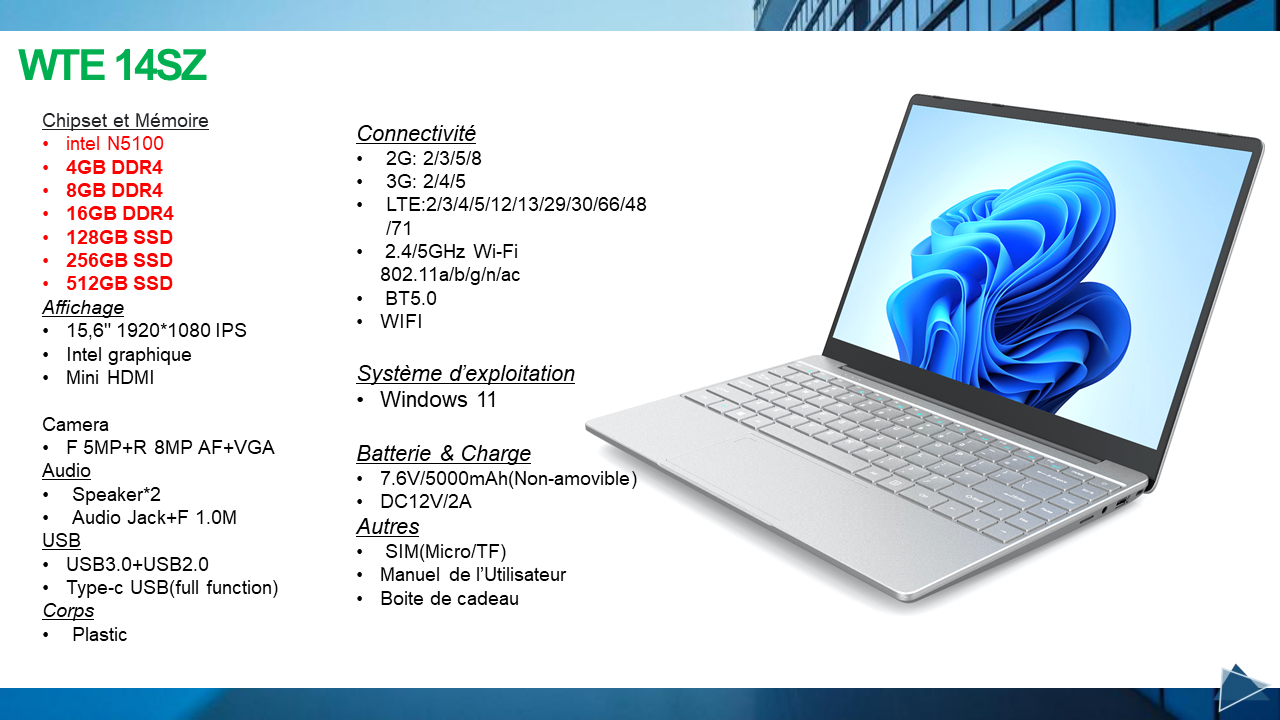 WTE 14SZ
Chipset et Mémoire
• intel N5100
• 4GB DDR4
• 8GB DDR4
• 16GB DDR4
• 128GB SSD
• 256GB SSD
• 512GB SSD
Affichage
• 15,6" 1920*1080 IPS
• Intel graphique
• Mini HDMI
Camera
• F 5MP+R 8MP AF+VGA
Audio
• Speaker*2
• Audio Jack+F 1.0M
USB
• USB3.0+USB2.0
• Type-c USB(full function)
Corps
• Plastic
Connectivité
• 2G: 2/3/5/8
• 3G: 2/4/5
• LTE:2/3/4/5/12/13/29/30/66/48
/71
• 2.4/5GHz Wi-Fi
802.11a/b/g/n/ac
• BT5.0
• WIFI
Système d’exploitation
• Windows 11
Batterie & Charge
• 7.6V/5000mAh(Non-amovible)
• DC12V/2A
Autres
• SIM(Micro/TF)
• Manuel de l’Utilisateur
• Boite de cadeau